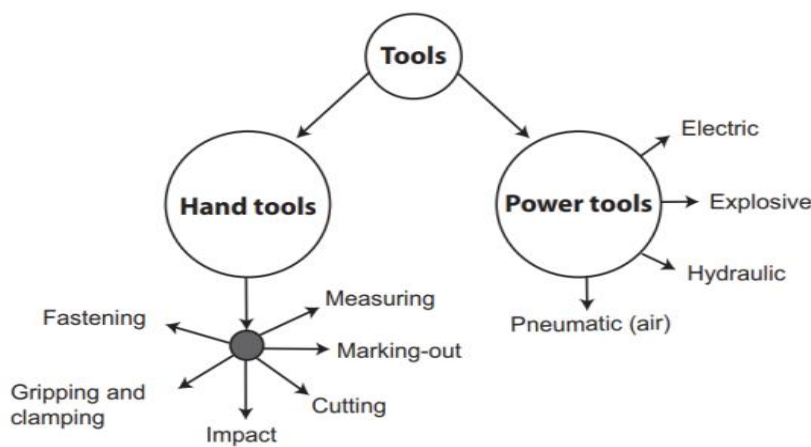 Tools
Hand tools
Power tools
Electric
Explosive
Hydraulic
Pneumatic (air)
Measuring
Marking-out
Cutting
Impact
Gripping and
clamping
Fastening